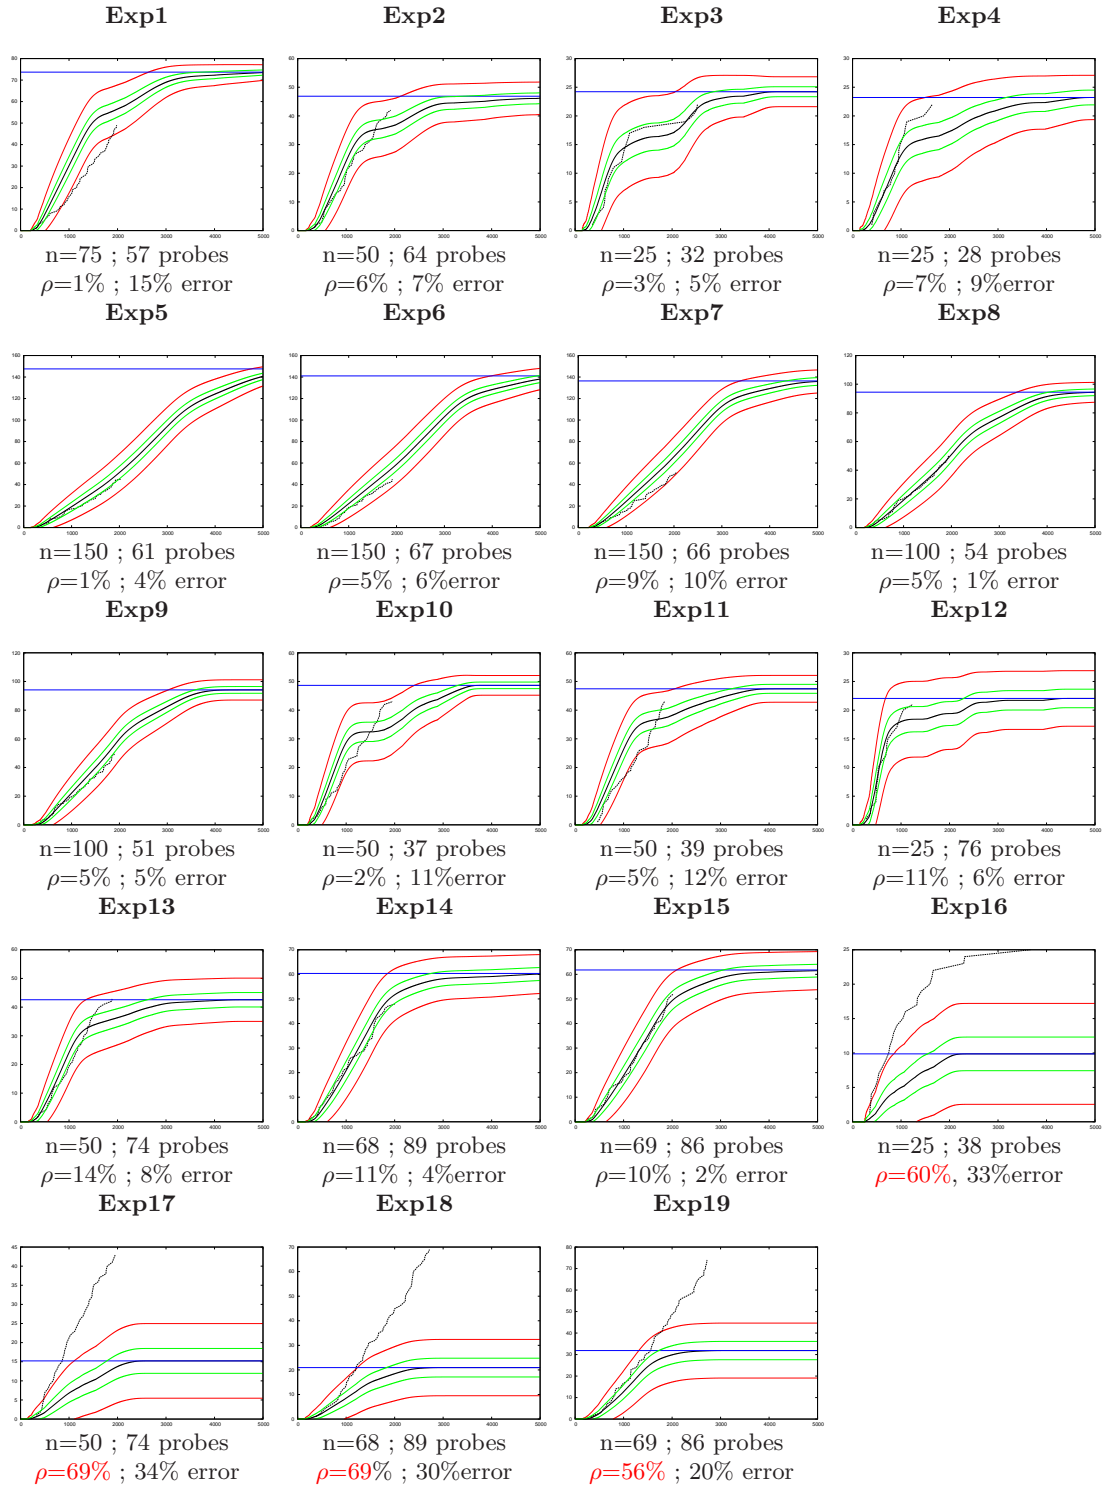 Exp1 Exp2 Exp3 Exp4
n=75 ; 57 probes n=50 ; 64 probes n=25 ; 32 probes n=25 ; 28 probes
ρ=1% ; 15% error ρ=6% ; 7% error ρ=3% ; 5% error ρ=7% ; 9%error
Exp5 Exp6 Exp7 Exp8
n=150 ; 61 probes n=150 ; 67 probes n=150 ; 66 probes n=100 ; 54 probes
ρ=1% ; 4% error ρ=5% ; 6%error ρ=9% ; 10% error ρ=5% ; 1% error
Exp9 Exp10 Exp11 Exp12
n=100 ; 51 probes n=50 ; 37 probes n=50 ; 39 probes n=25 ; 76 probes
ρ=5% ; 5% error ρ=2% ; 11%error ρ=5% ; 12% error ρ=11% ; 6% error
Exp13 Exp14 Exp15 Exp16
n=50 ; 74 probes n=68 ; 89 probes n=69 ; 86 probes n=25 ; 38 probes
ρ=14% ; 8% error ρ=11% ; 4%error ρ=10% ; 2% error ρ=60%, 33%error
Exp17 Exp18 Exp19
n=50 ; 74 probes n=68 ; 89 probes n=69 ; 86 probes
ρ=69% ; 34% error ρ=69% ; 30%error ρ=56% ; 20% error